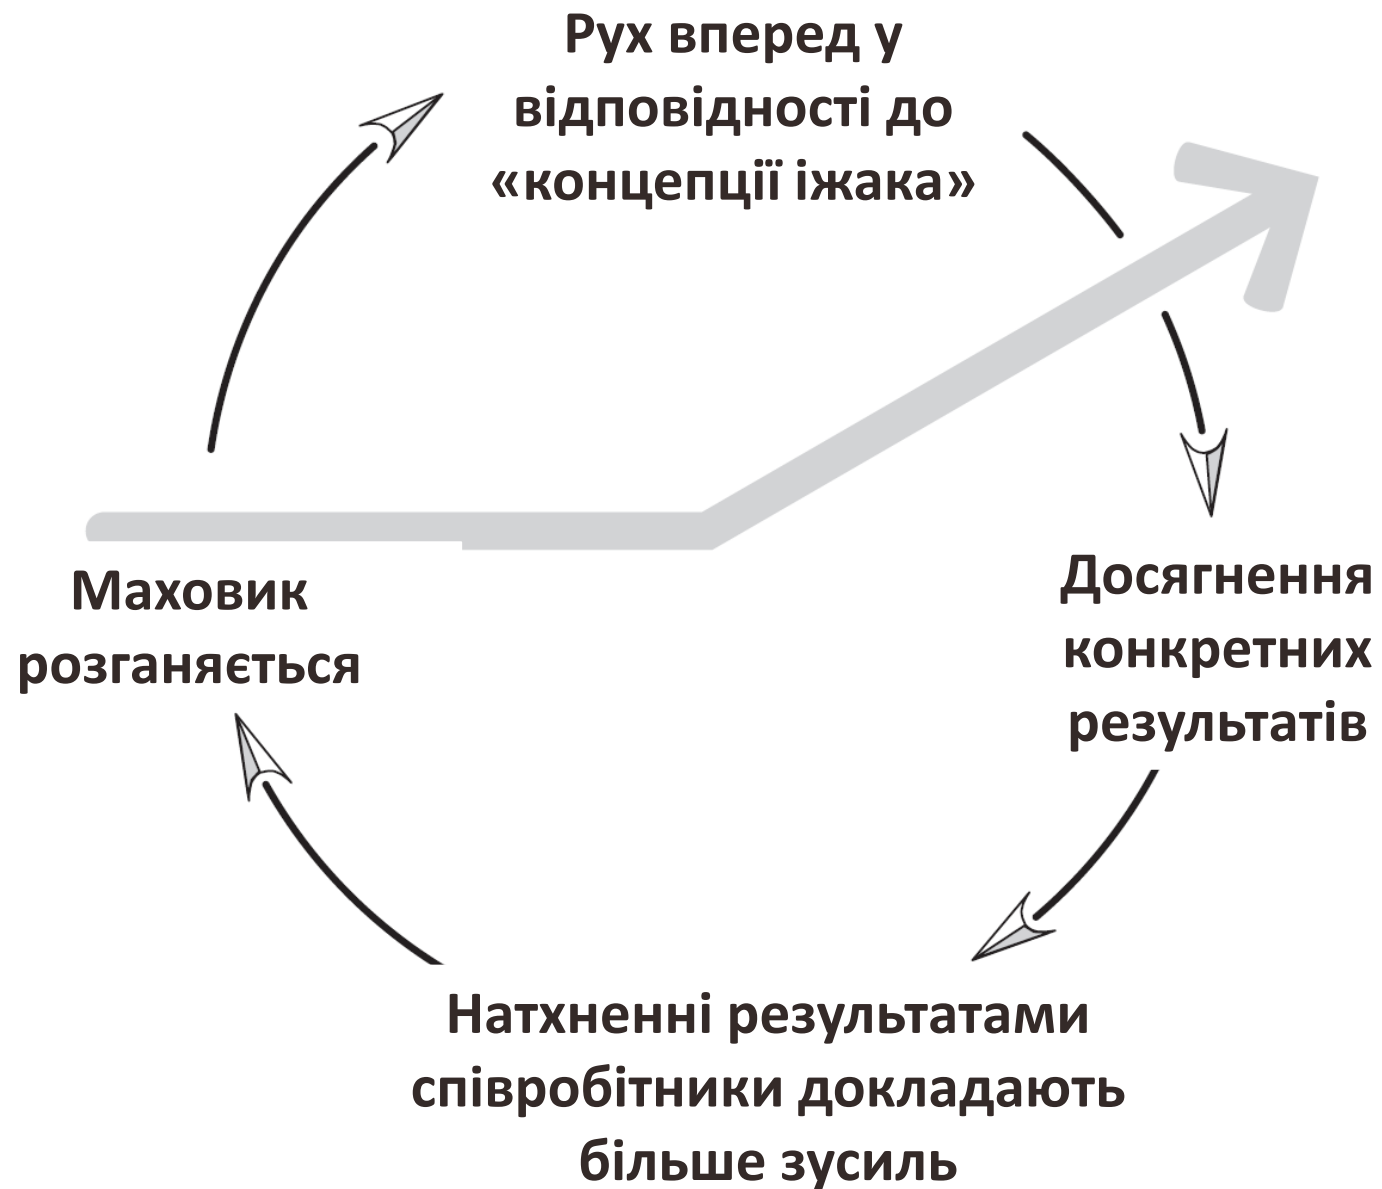 Рух вперед у
відповідності до
«концепції іжака»
Маховик
розганяється
Досягнення
конкретних
результатів
Натхненні результатами
співробітники докладають
більше зусиль